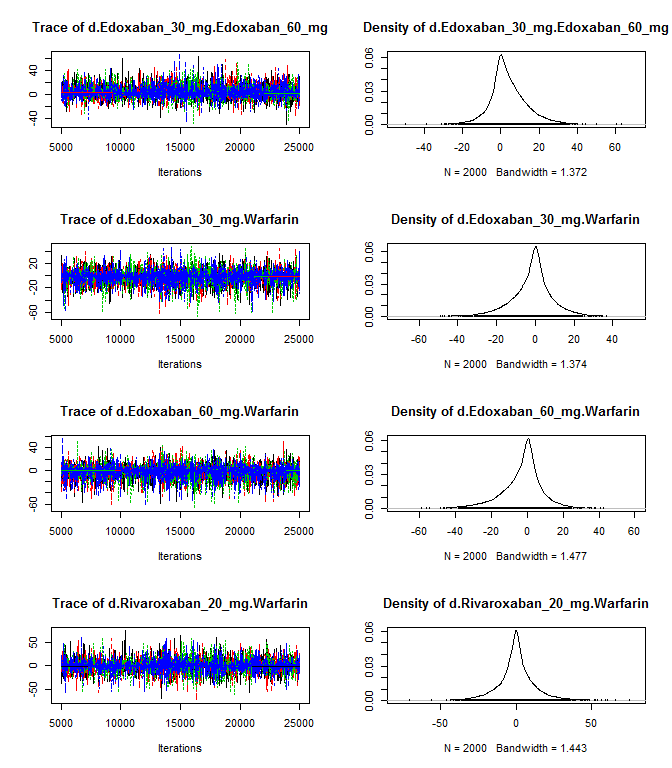 Trace of d.Edoxaban_30_mg.Edoxaban_60_mg
Density of d.Edoxaban_30_mg.Edoxaban_60_mg
-40 0 40
5000 10000 15000 20000 25000
Iterations
0.00 0.03 0.06
-40 -20 0 20 40 60
N = 2000 Bandwidth = 1.372
Trace of d.Edoxaban_30_mg.Warfarin
Density of d.Edoxaban_30_mg.Warfarin
-60 -20 20
5000 10000 15000 20000 25000
Iterations
0.00 0.03 0.06
-60 -40 -20 0 20 40
N = 2000 Bandwidth = 1.374
Trace of d.Edoxaban_60_mg.Warfarin
Density of d.Edoxaban_60_mg.Warfarin
-60 0 40
5000 10000 15000 20000 25000
Iterations
0.00 0.03 0.06
-60 -40 -20 0 20 40 60
N = 2000 Bandwidth = 1.477
Trace of d.Rivaroxaban_20_mg.Warfarin
Density of d.Rivaroxaban_20_mg.Warfarin
-50 0 50
5000 10000 15000 20000 25000
Iterations
0.00 0.03 0.06
-50 0 50
N = 2000 Bandwidth = 1.443